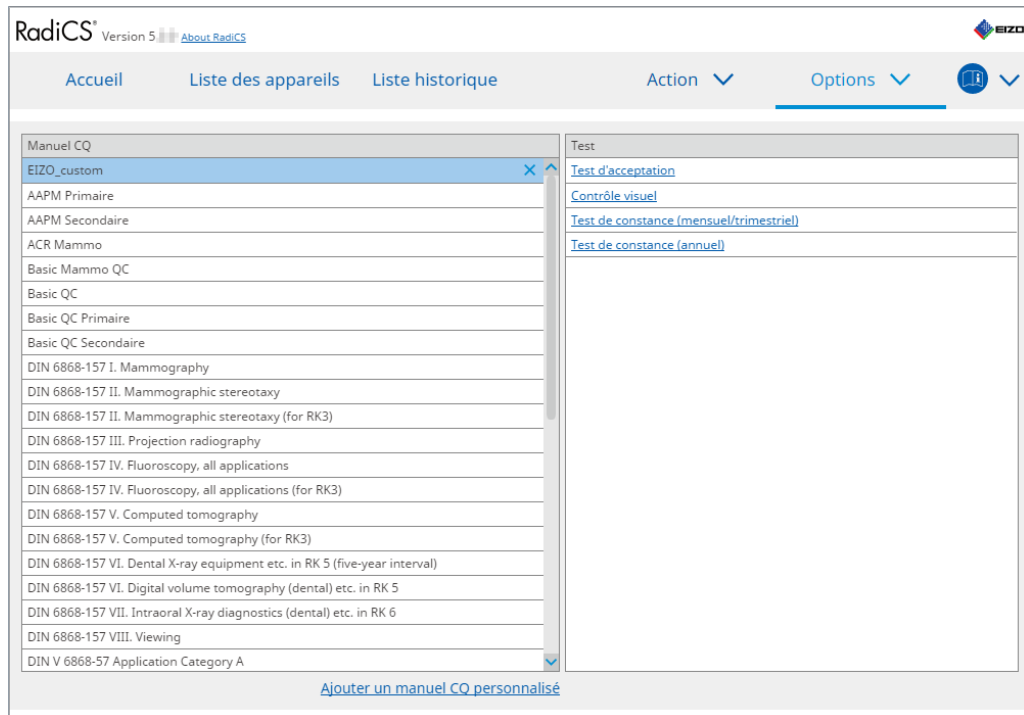 RadiCS® Version 5. About RadiCS
EIZO
Accueil Liste des appareils Liste historique Action Options
Manuel CQ
EIZO_custom
AAPM Primaire
AAPM Secondaire
ACR Mammo
Basic Mammo QC
Basic QC
Basic QC Primaire
Basic QC Secondaire
DIN 6868-157 I. Mammography
DIN 6868-157 II. Mammographic stereotaxy
DIN 6868-157 II. Mammographic stereotaxy (for RK3)
DIN 6868-157 III. Projection radiography
DIN 6868-157 IV. Fluoroscopy, all applications
DIN 6868-157 IV. Fluoroscopy, all applications (for RK3)
DIN 6868-157 V. Computed tomography
DIN 6868-157 V. Computed tomography (for RK3)
DIN 6868-157 VI. Dental X-ray equipment etc. in RK 5 (five-year interval)
DIN 6868-157 VI. Digital volume tomography (dental) etc. in RK 5
DIN 6868-157 VII. Intraoral X-ray diagnostics (dental) etc. in RK 6
DIN 6868-157 VIII. Viewing
DIN V 6868-57 Application Category A
Ajouter un manuel CQ personnalisé
Test
Test d'acceptation
Contrôle visuel
Test de constance (mensuel/trimestriel)
Test de constance (annuel)